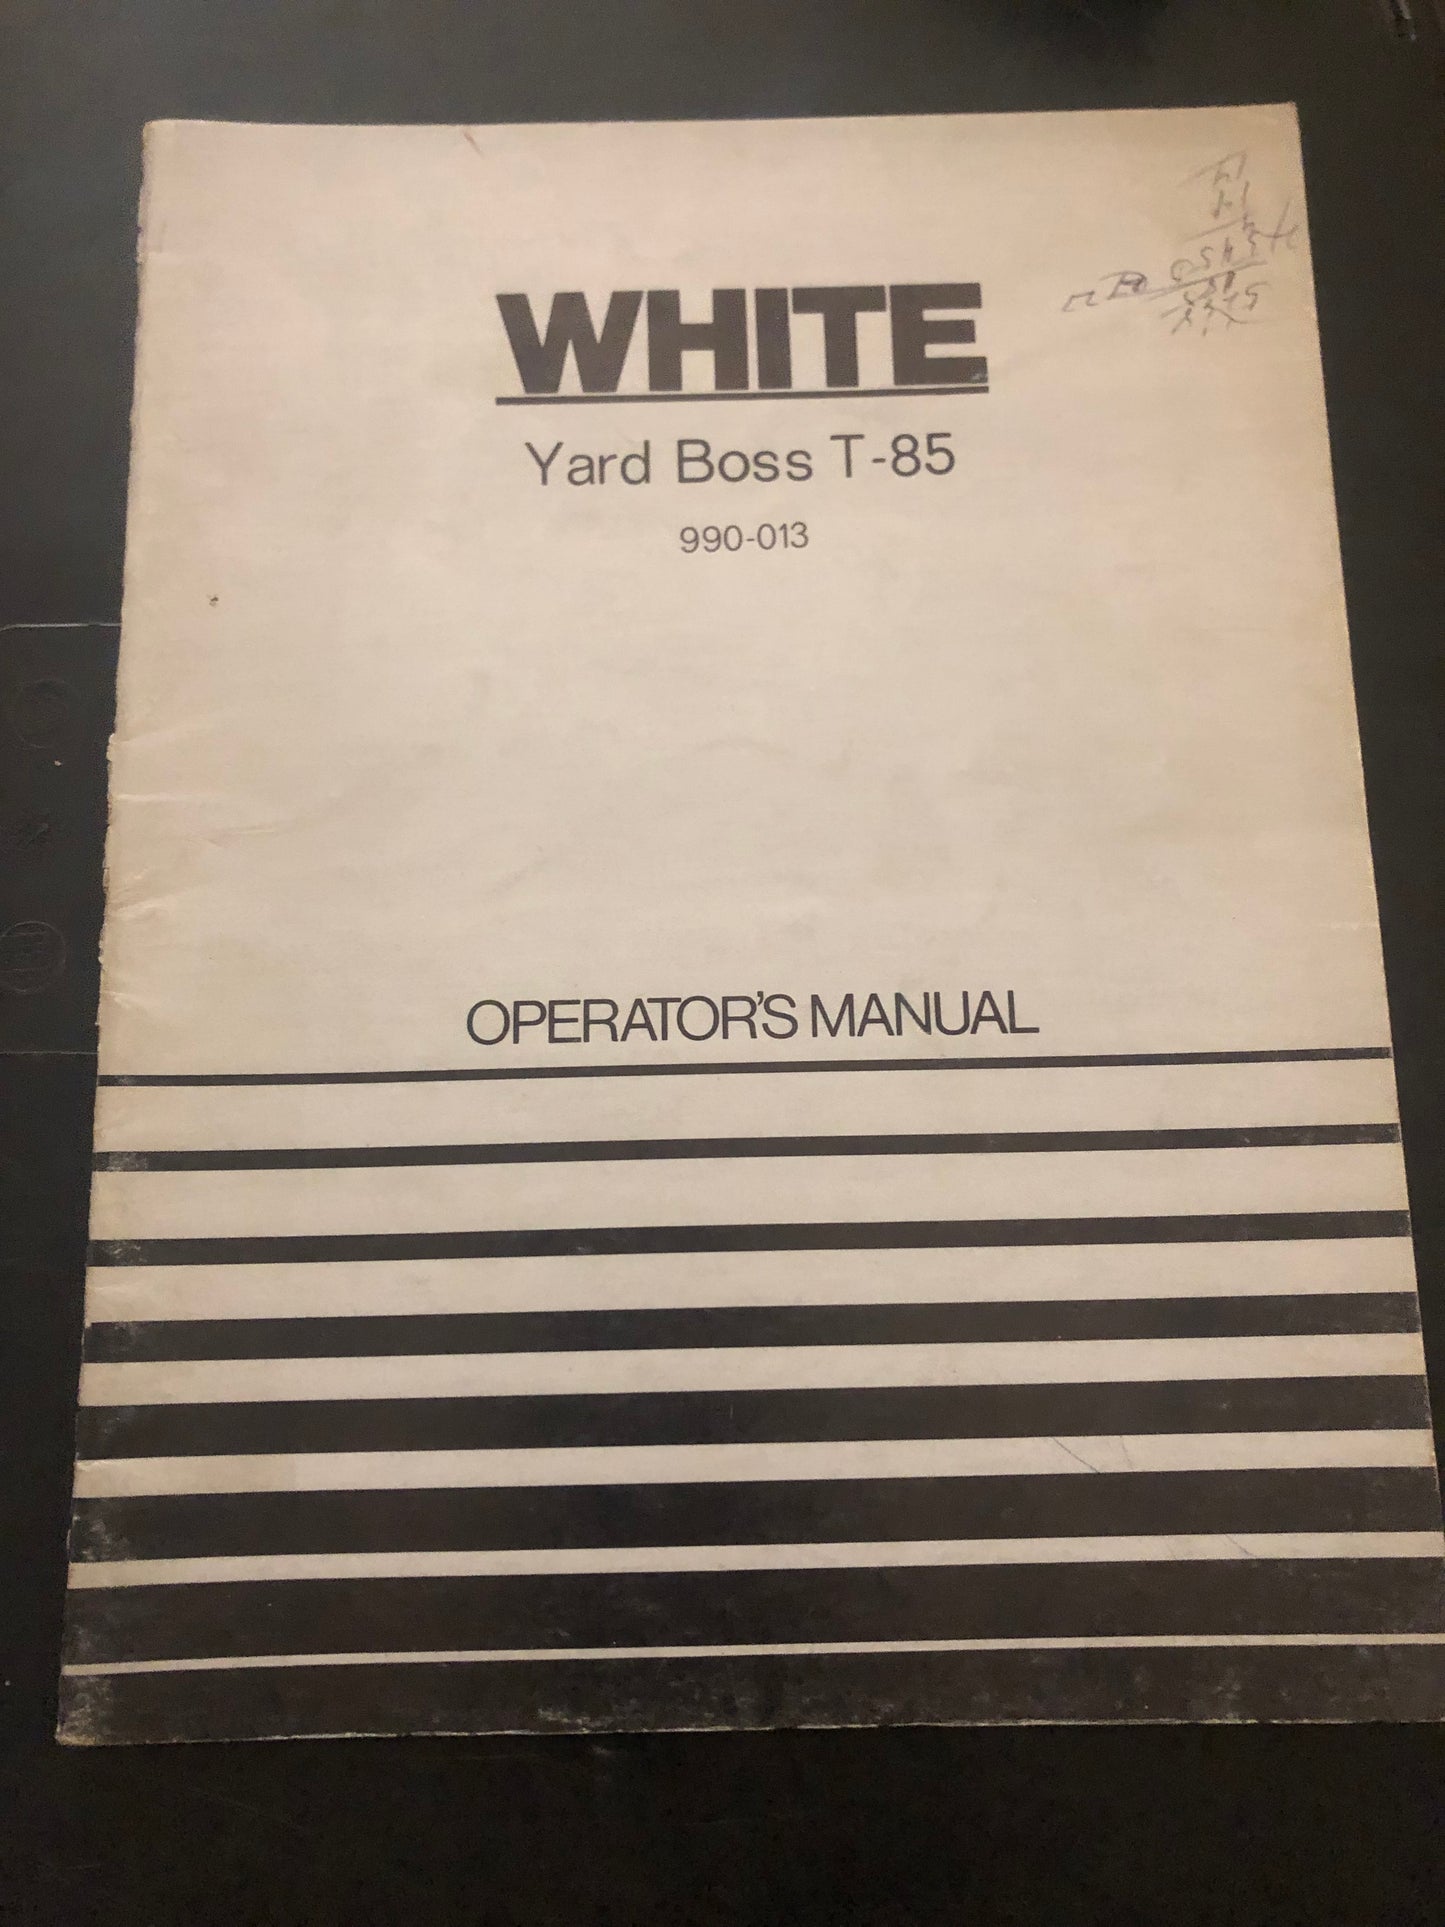 WHITE
Yard Boss T-85
990-013
OPERATOR'S MANUAL